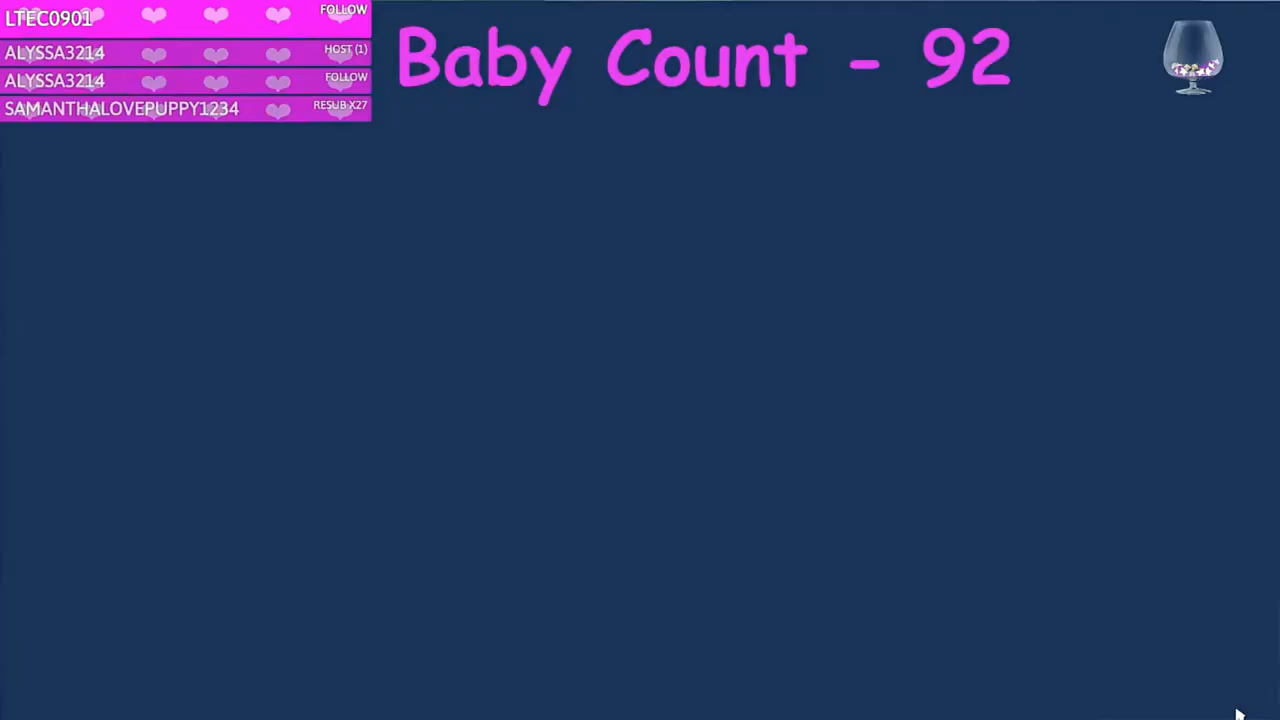 LTEC0901 FOLLOW
ALYSSA3214 HOST (1)
ALYSSA3214 FOLLOW
SAMANTHALOVEPUPPY1234 RESUB X27
Baby Count - 92